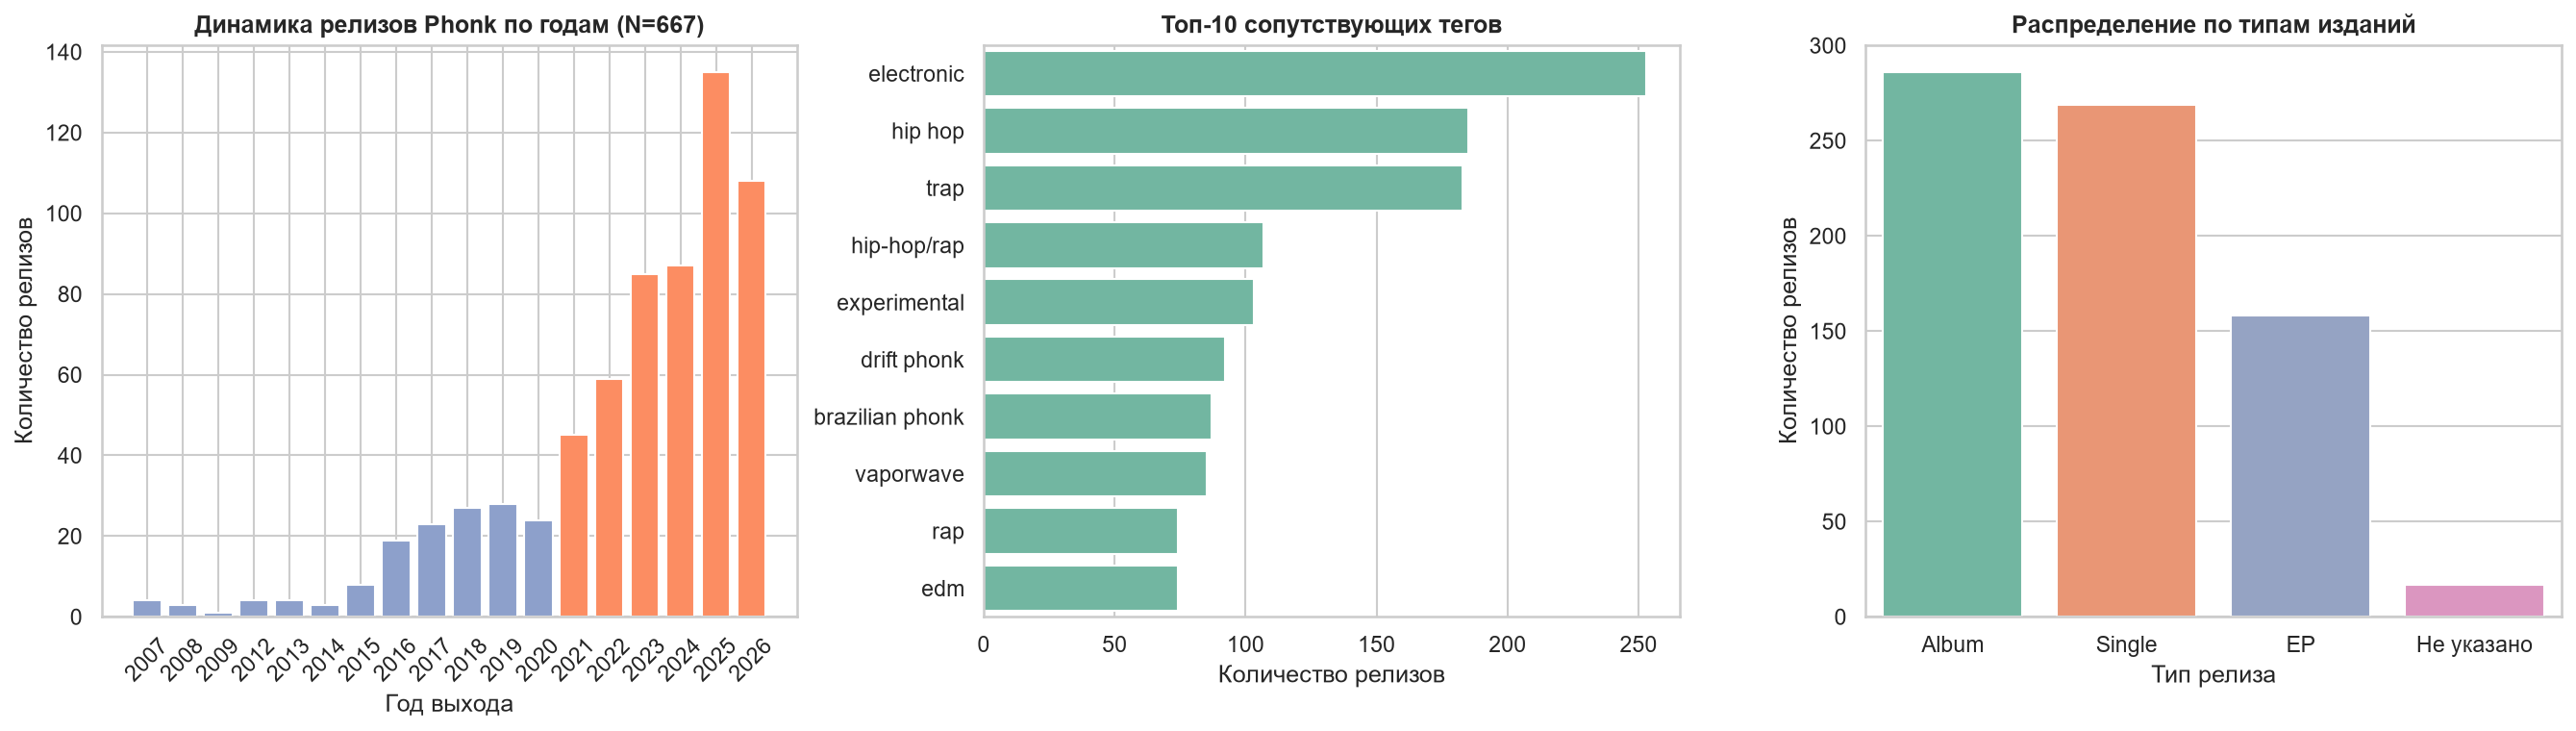 Динамика релизов Phonk по годам (N=667)
Количество релизов
140
120
100
80
60
40
20
0
2007
2008
2009
2012
2013
2014
2015
2016
2017
2018
2019
2020
2021
2022
2023
2024
2025
2026
Год выхода
Топ-10 сопутствующих тегов
electronic
hip hop
trap
hip-hop/rap
experimental
drift phonk
brazilian phonk
vaporwave
rap
edm
0
50
100
150
200
250
Количество релизов
Распределение по типам изданий
Количество релизов
300
250
200
150
100
50
0
Album
Single
EP
Не указано
Тип релиза